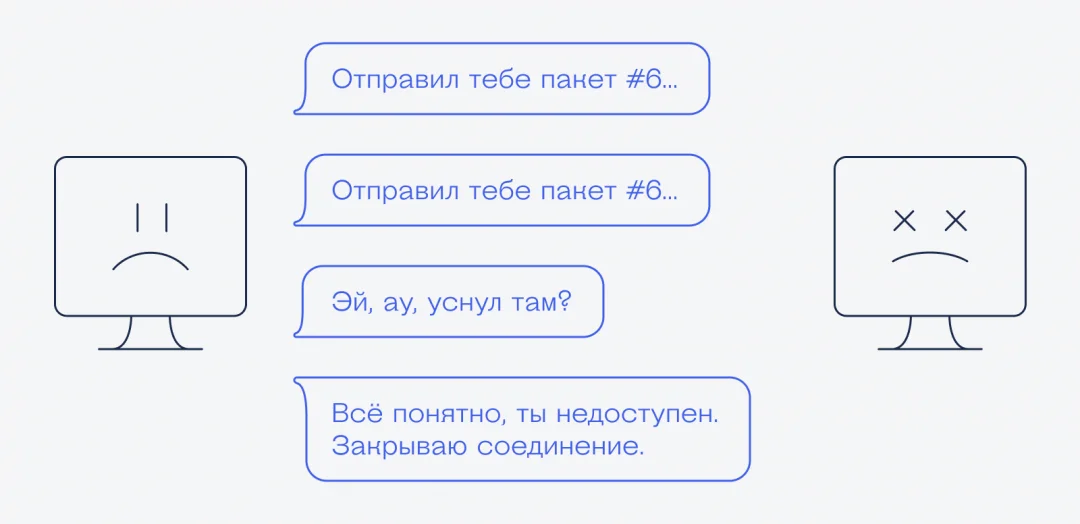 Отправил тебе пакет #6...
Отправил тебе пакет #6...
Эй, ау, уснул там?
Всё понятно, ты недоступен.
Закрываю соединение.